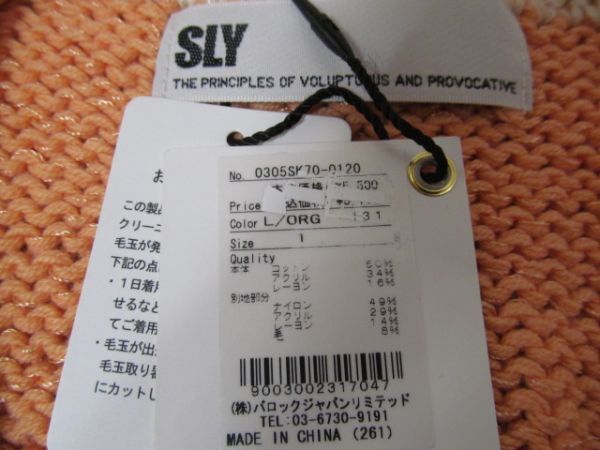 SLY
THE PRINCIPLES OF VOLUPTUOUS AND PROVOCATIVE
No. 0305SK70-0120
Price
Color L/ORG 131
Size 1
Quality
本体 コットン 50%
アクリル 34%
レーヨン 16%
別地部分
ナイロン 49%
アクリル 29%
レーヨン 14%
毛 8%
9003002317047
(株)バロックジャパンリミテッド
TEL:03-6730-9191
MADE IN CHINA (261)
お
この製品
クリーニ
毛玉が発
下記の点
・1日着用
せるなど
てご着用
・毛玉が出
毛玉取り器
にカットし